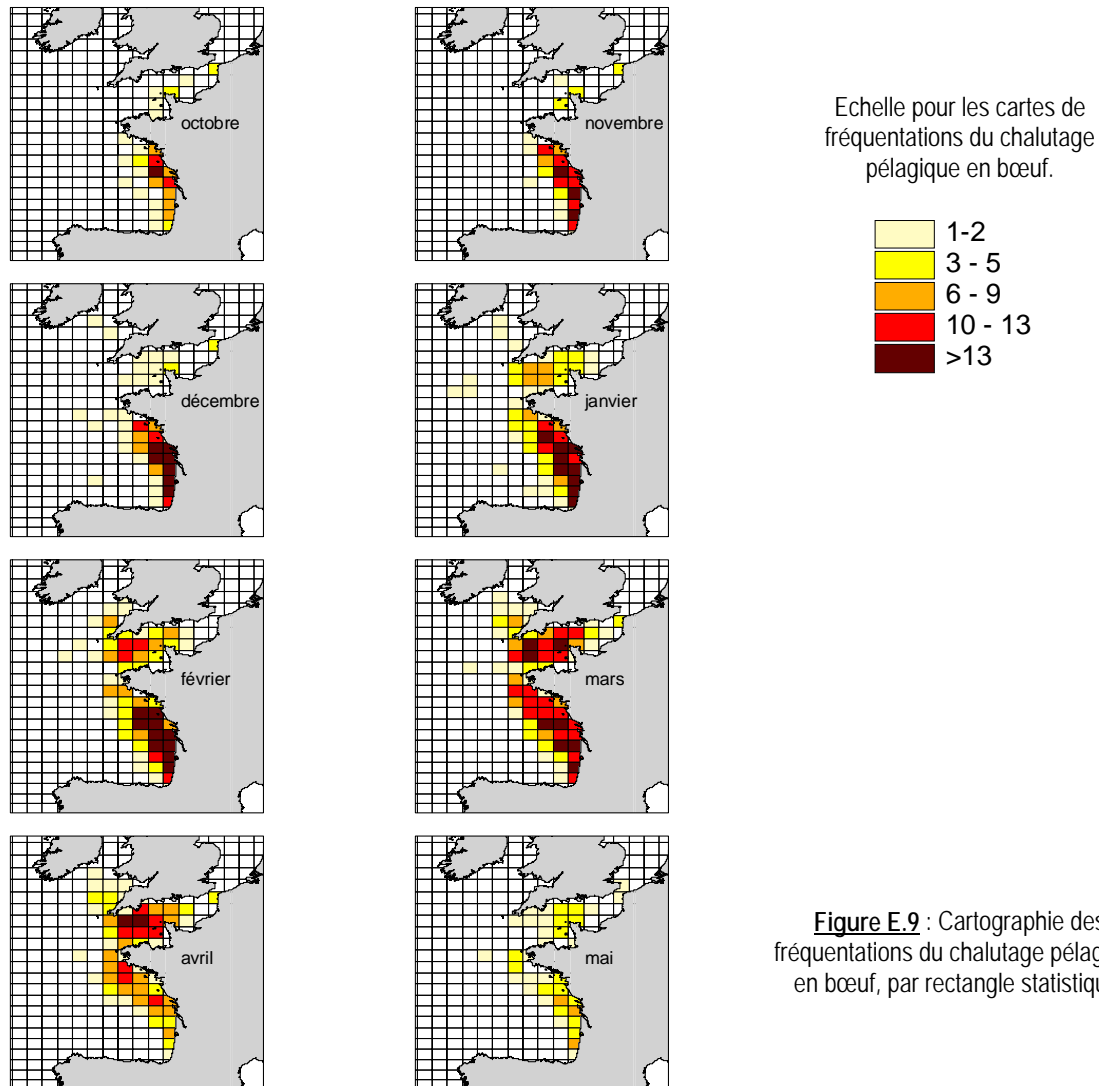 octobre
novembre
Echelle pour les cartes de
fréquentations du chalutage
pélagique en bœuf.
1-2
3 - 5
6 - 9
10 - 13
>13
décembre
janvier
février
mars
avril
mai
Figure E.9 : Cartographie des
fréquentations du chalutage pélag
en bœuf, par rectangle statistiqu